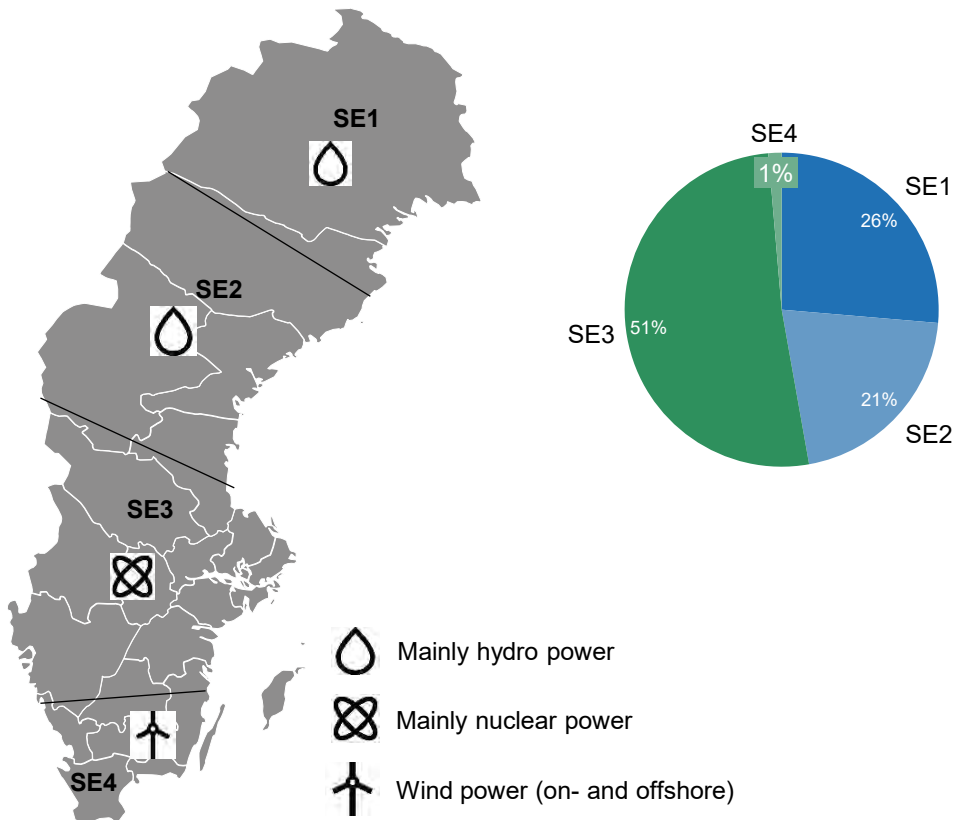 SE1
SE2
SE3
SE4
SE4
1%
SE1
26%
SE3
51%
21%
SE2
Mainly hydro power
Mainly nuclear power
Wind power (on- and offshore)